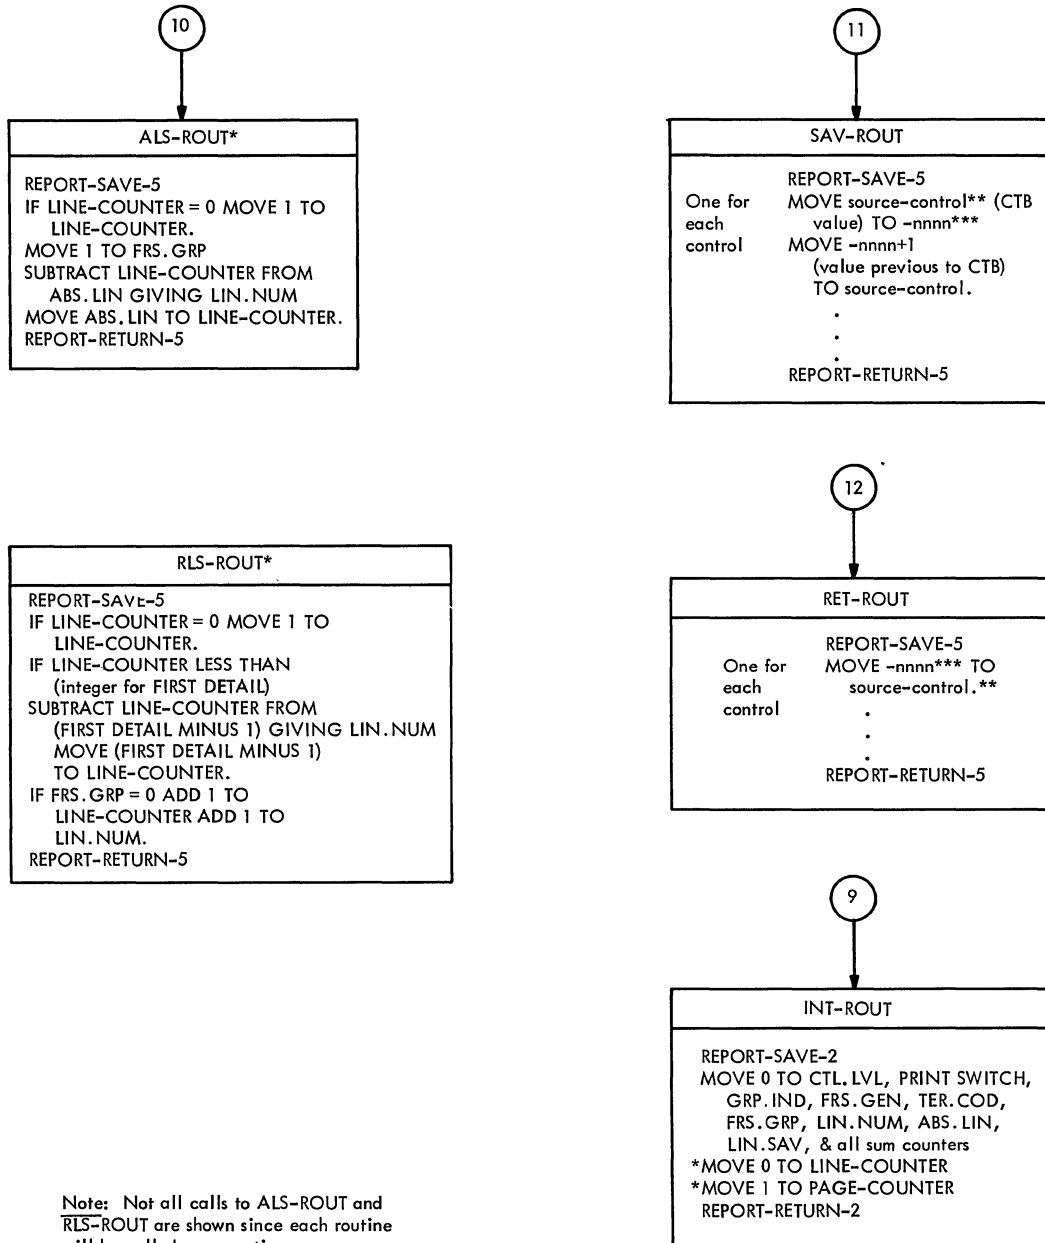 10
ALS-ROUT*
REPORT-SAVE-5
IF LINE-COUNTER = 0 MOVE 1 TO
LINE-COUNTER.
MOVE 1 TO FRS.GRP
SUBTRACT LINE-COUNTER FROM
ABS.LIN GIVING LIN.NUM
MOVE ABS.LIN TO LINE-COUNTER.
REPORT-RETURN-5
RLS-ROUT*
REPORT-SAVE-5
IF LINE-COUNTER = 0 MOVE 1 TO
LINE-COUNTER.
IF LINE-COUNTER LESS THAN
(integer for FIRST DETAIL)
SUBTRACT LINE-COUNTER FROM
(FIRST DETAIL MINUS 1) GIVING LIN.NUM
MOVE (FIRST DETAIL MINUS 1)
TO LINE-COUNTER.
IF FRS.GRP = 0 ADD 1 TO
LINE-COUNTER ADD 1 TO
LIN.NUM.
REPORT-RETURN-5
Note: Not all calls to ALS-ROUT and
RLS-ROUT are shown since each routine
11
SAV-ROUT
REPORT-SAVE-5
One for
each
control
MOVE source-control** (CTB
value) TO -nnnn***
MOVE -nnnn+1
(value previous to CTB)
TO source-control.
.
.
.
REPORT-RETURN-5
12
RET-ROUT
REPORT-SAVE-5
One for
each
control
MOVE -nnnn*** TO
source-control.**
.
.
.
REPORT-RETURN-5
9
INT-ROUT
REPORT-SAVE-2
MOVE 0 TO CTL.LVL, PRINT SWITCH,
GRP.IND, FRS.GEN, TER.COD,
FRS.GRP, LIN.NUM, ABS.LIN,
LIN.SAV, & all sum counters
*MOVE 0 TO LINE-COUNTER
*MOVE 1 TO PAGE-COUNTER
REPORT-RETURN-2